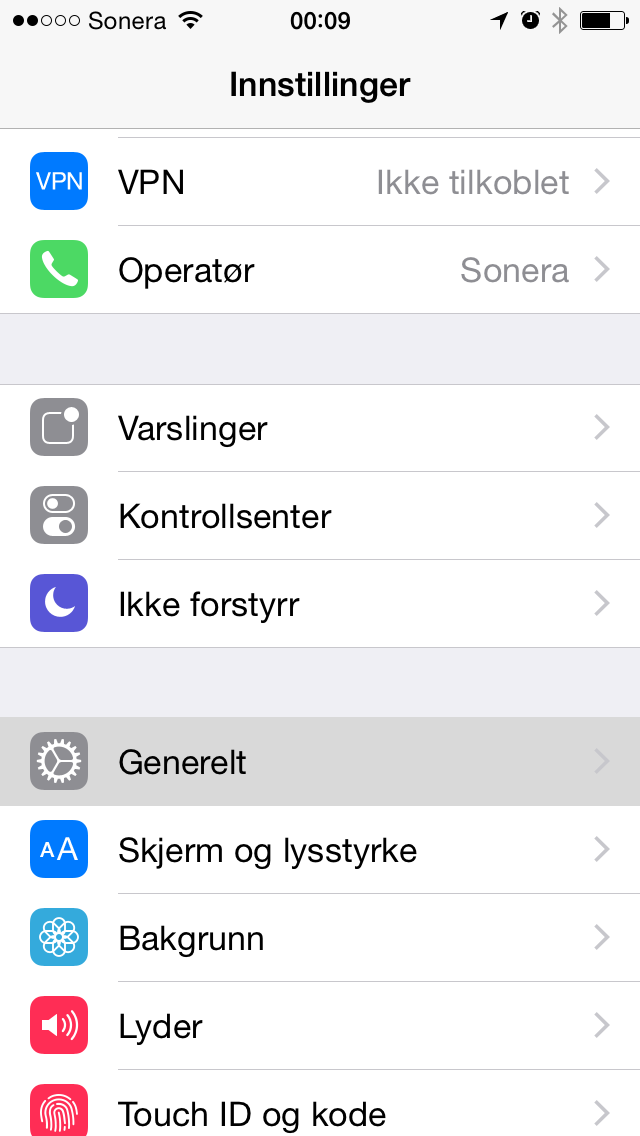 Sonera 00:09
Innstillinger
VPN VPN Ikke tilkoblet
Operatør Sonera
Varslinger
Kontrollsenter
Ikke forstyrr
Generelt
AA Skjerm og lysstyrke
Bakgrunn
Lyder
Touch ID og kode